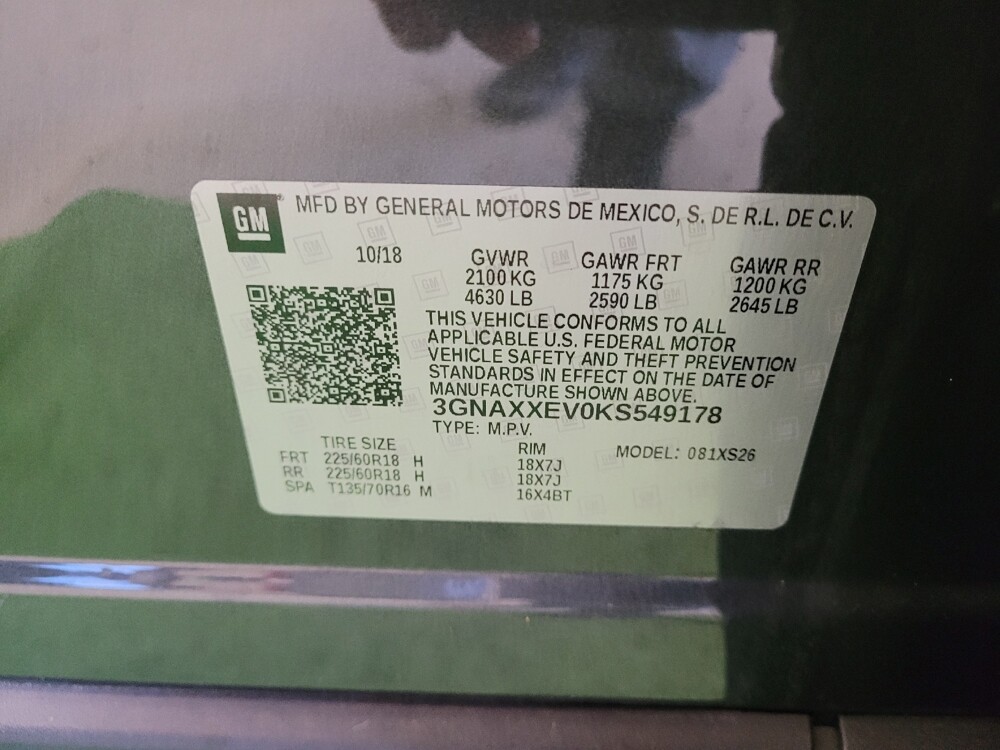 GM
MFD BY GENERAL MOTORS DE MEXICO, S. DE R.L. DE C.V.
10/18 GVWR GAWR FRT GAWR RR
2100 KG 1175 KG 1200 KG
4630 LB 2590 LB 2645 LB
THIS VEHICLE CONFORMS TO ALL
APPLICABLE U.S. FEDERAL MOTOR
VEHICLE SAFETY AND THEFT PREVENTION
STANDARDS IN EFFECT ON THE DATE OF
MANUFACTURE SHOWN ABOVE.
3GNAXXEV0KS549178
TYPE: M.P.V.
TIRE SIZE RIM MODEL: 081XS26
FRT 225/60R18 H 18X7J
RR 225/60R18 H 18X7J
SPA T135/70R16 M 16X4BT